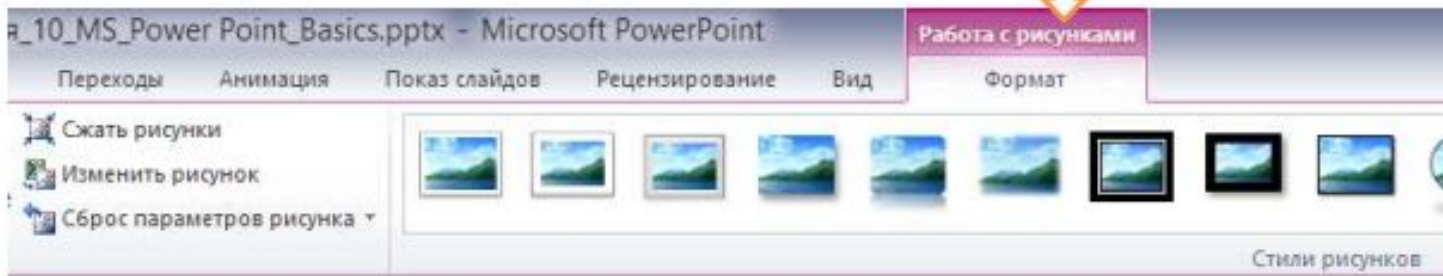 я_10_MS_Power Point_Basics.pptx - Microsoft PowerPoint
Работа с рисунками
Переходы Анимация Показ слайдов Рецензирование Вид Формат
Сжать рисунки
Изменить рисунок
Сброс параметров рисунка
Стили рисунков